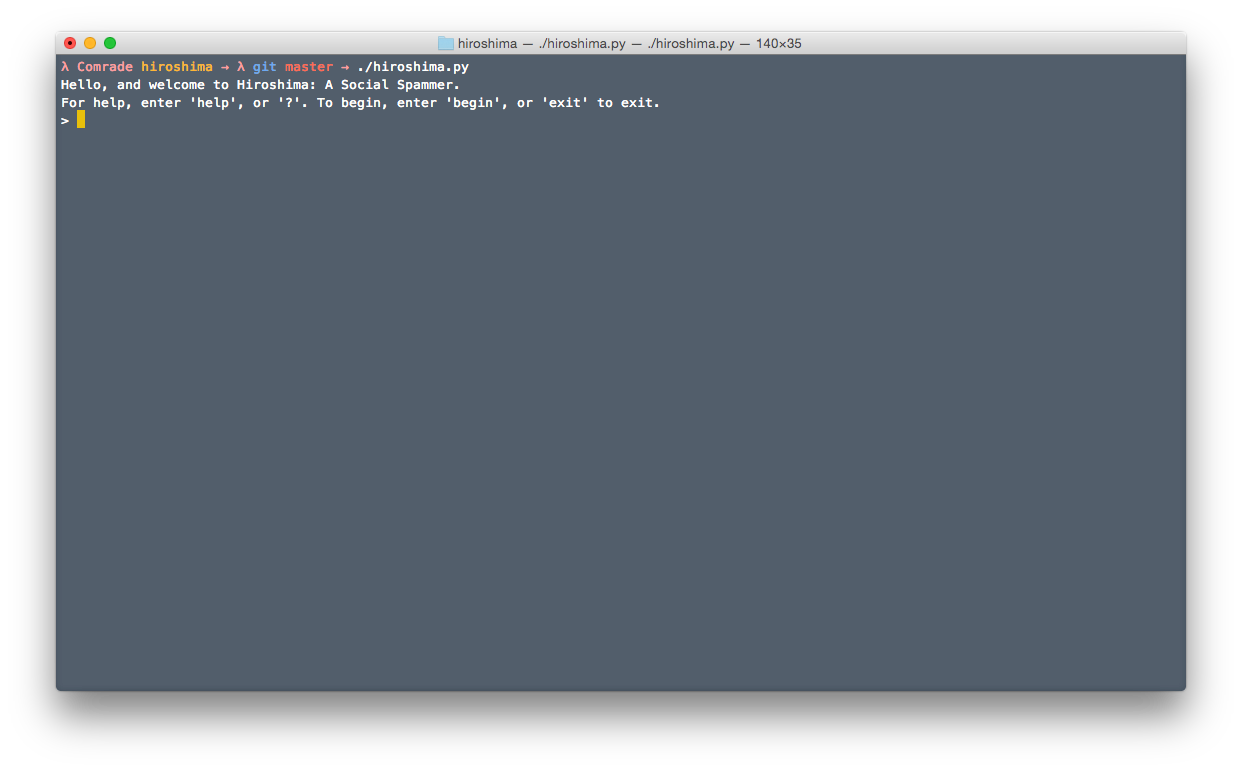 hiroshima — ./hiroshima.py — ./hiroshima.py — 140×35
λ Comrade hiroshima → λ git master → ./hiroshima.py
Hello, and welcome to Hiroshima: A Social Spammer.
For help, enter 'help', or '?'. To begin, enter 'begin', or 'exit' to exit.
>